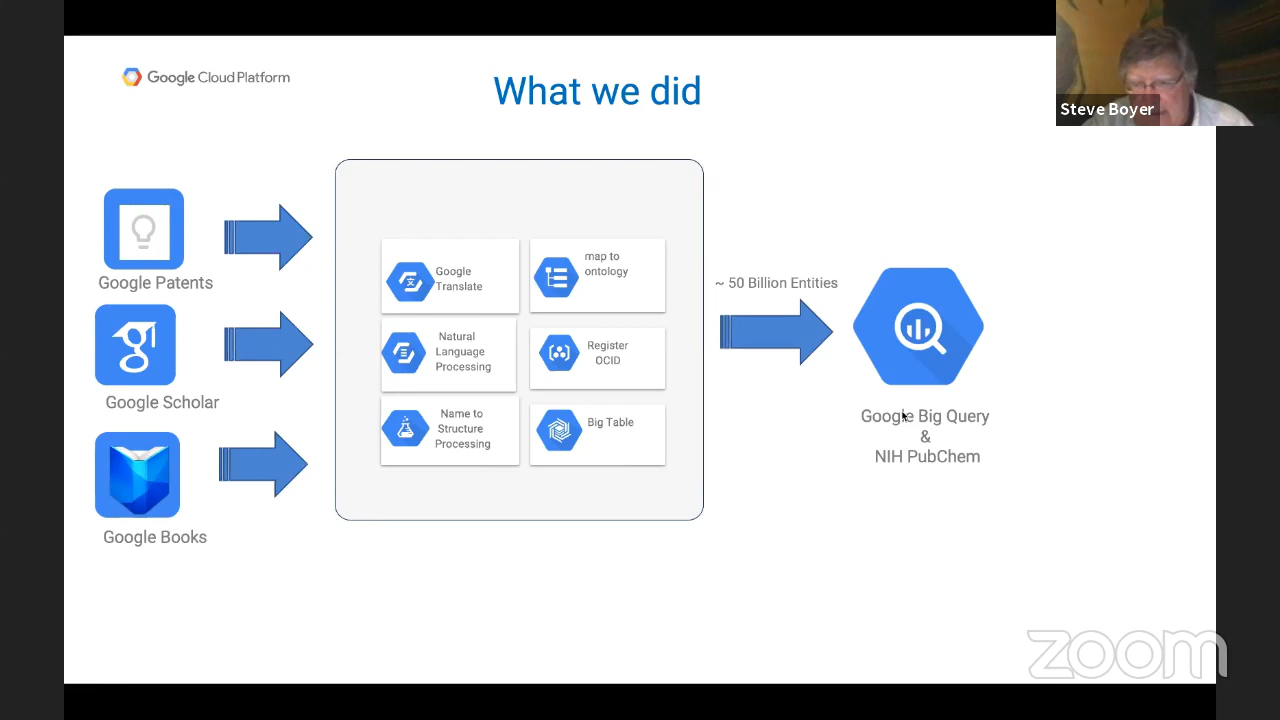 Google Cloud Platform
What we did
Steve Boyer
Google Patents
Google Scholar
Google Books
Google
Translate
map to
ontology
Natural
Language
Processing
Register
OCID
Name to
Structure
Processing
Big Table
~ 50 Billion Entities
Google Big Query
&
NIH PubChem
zoom